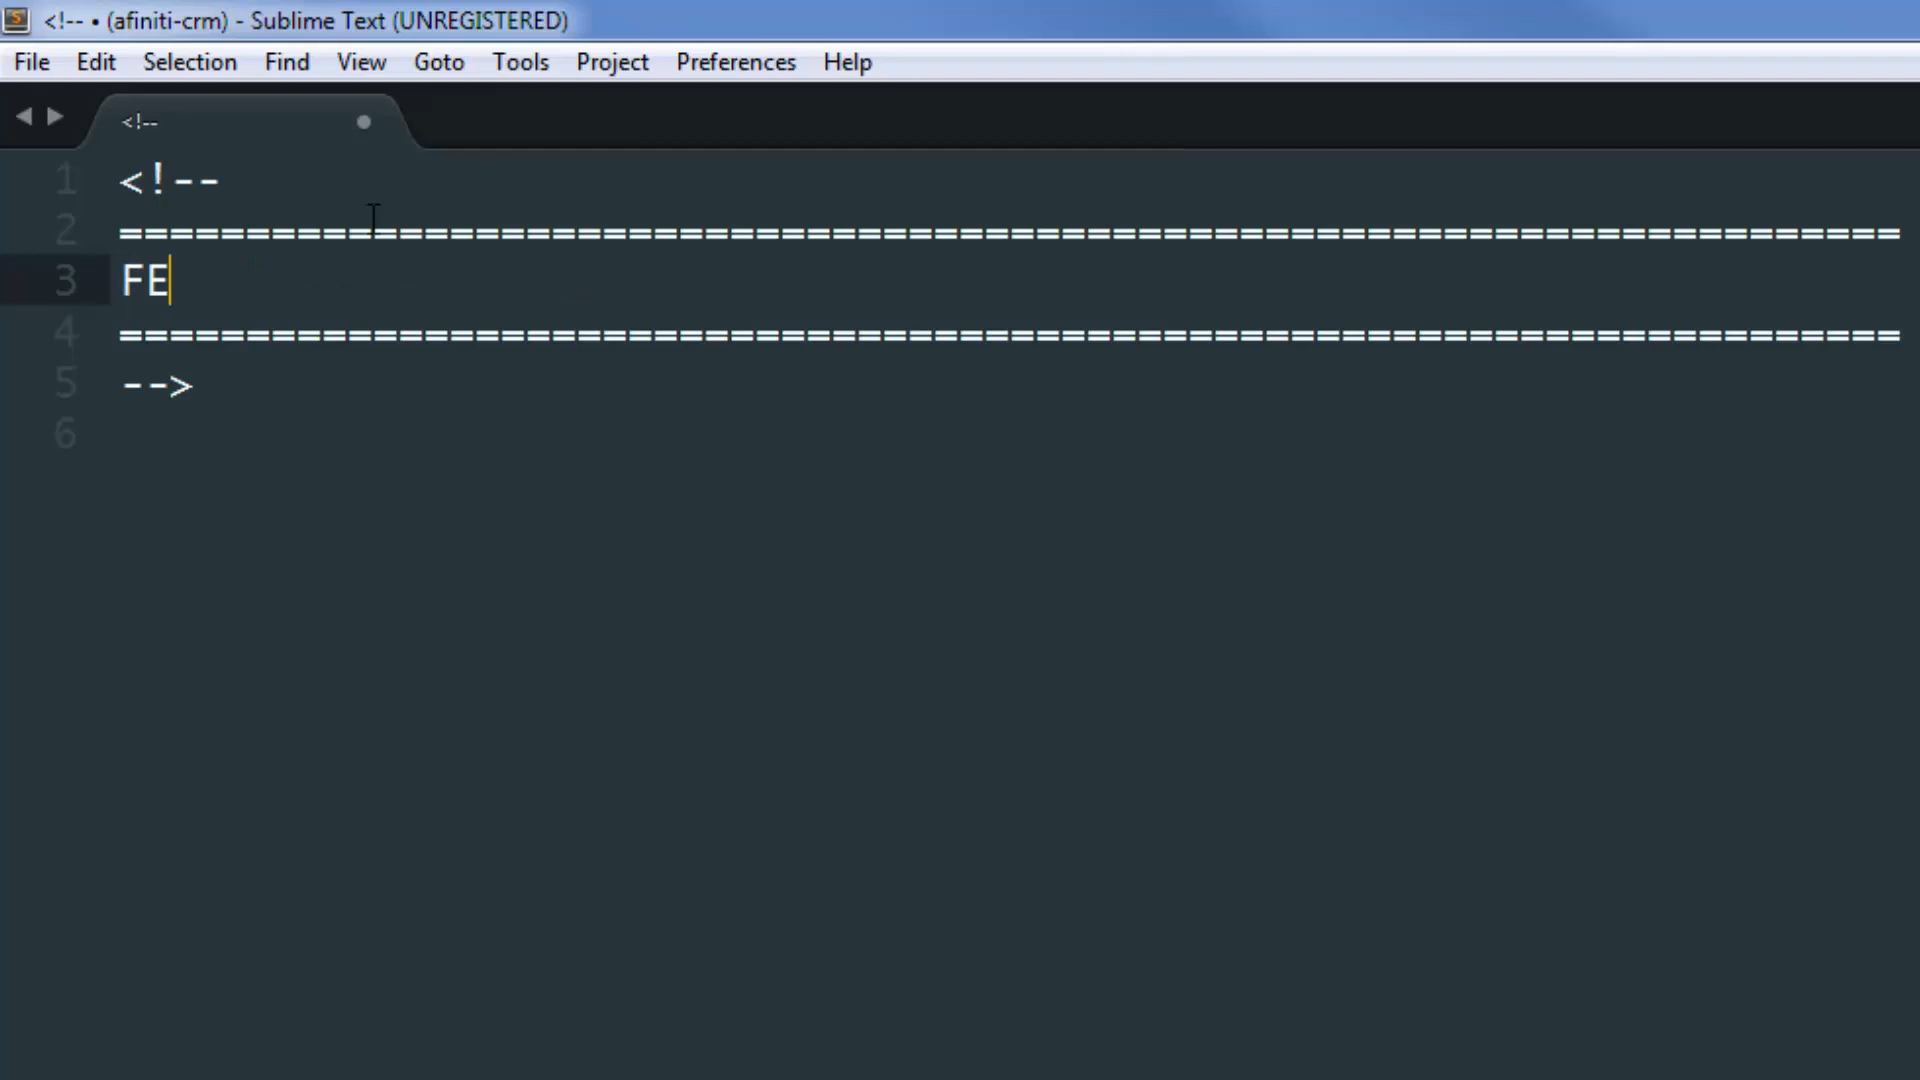 <!-- • (afiniti-crm) - Sublime Text (UNREGISTERED)
File Edit Selection Find View Goto Tools Project Preferences Help
<!--
1 <!--
2 ======================================================================
3 FE
4 ======================================================================
5 -->
6